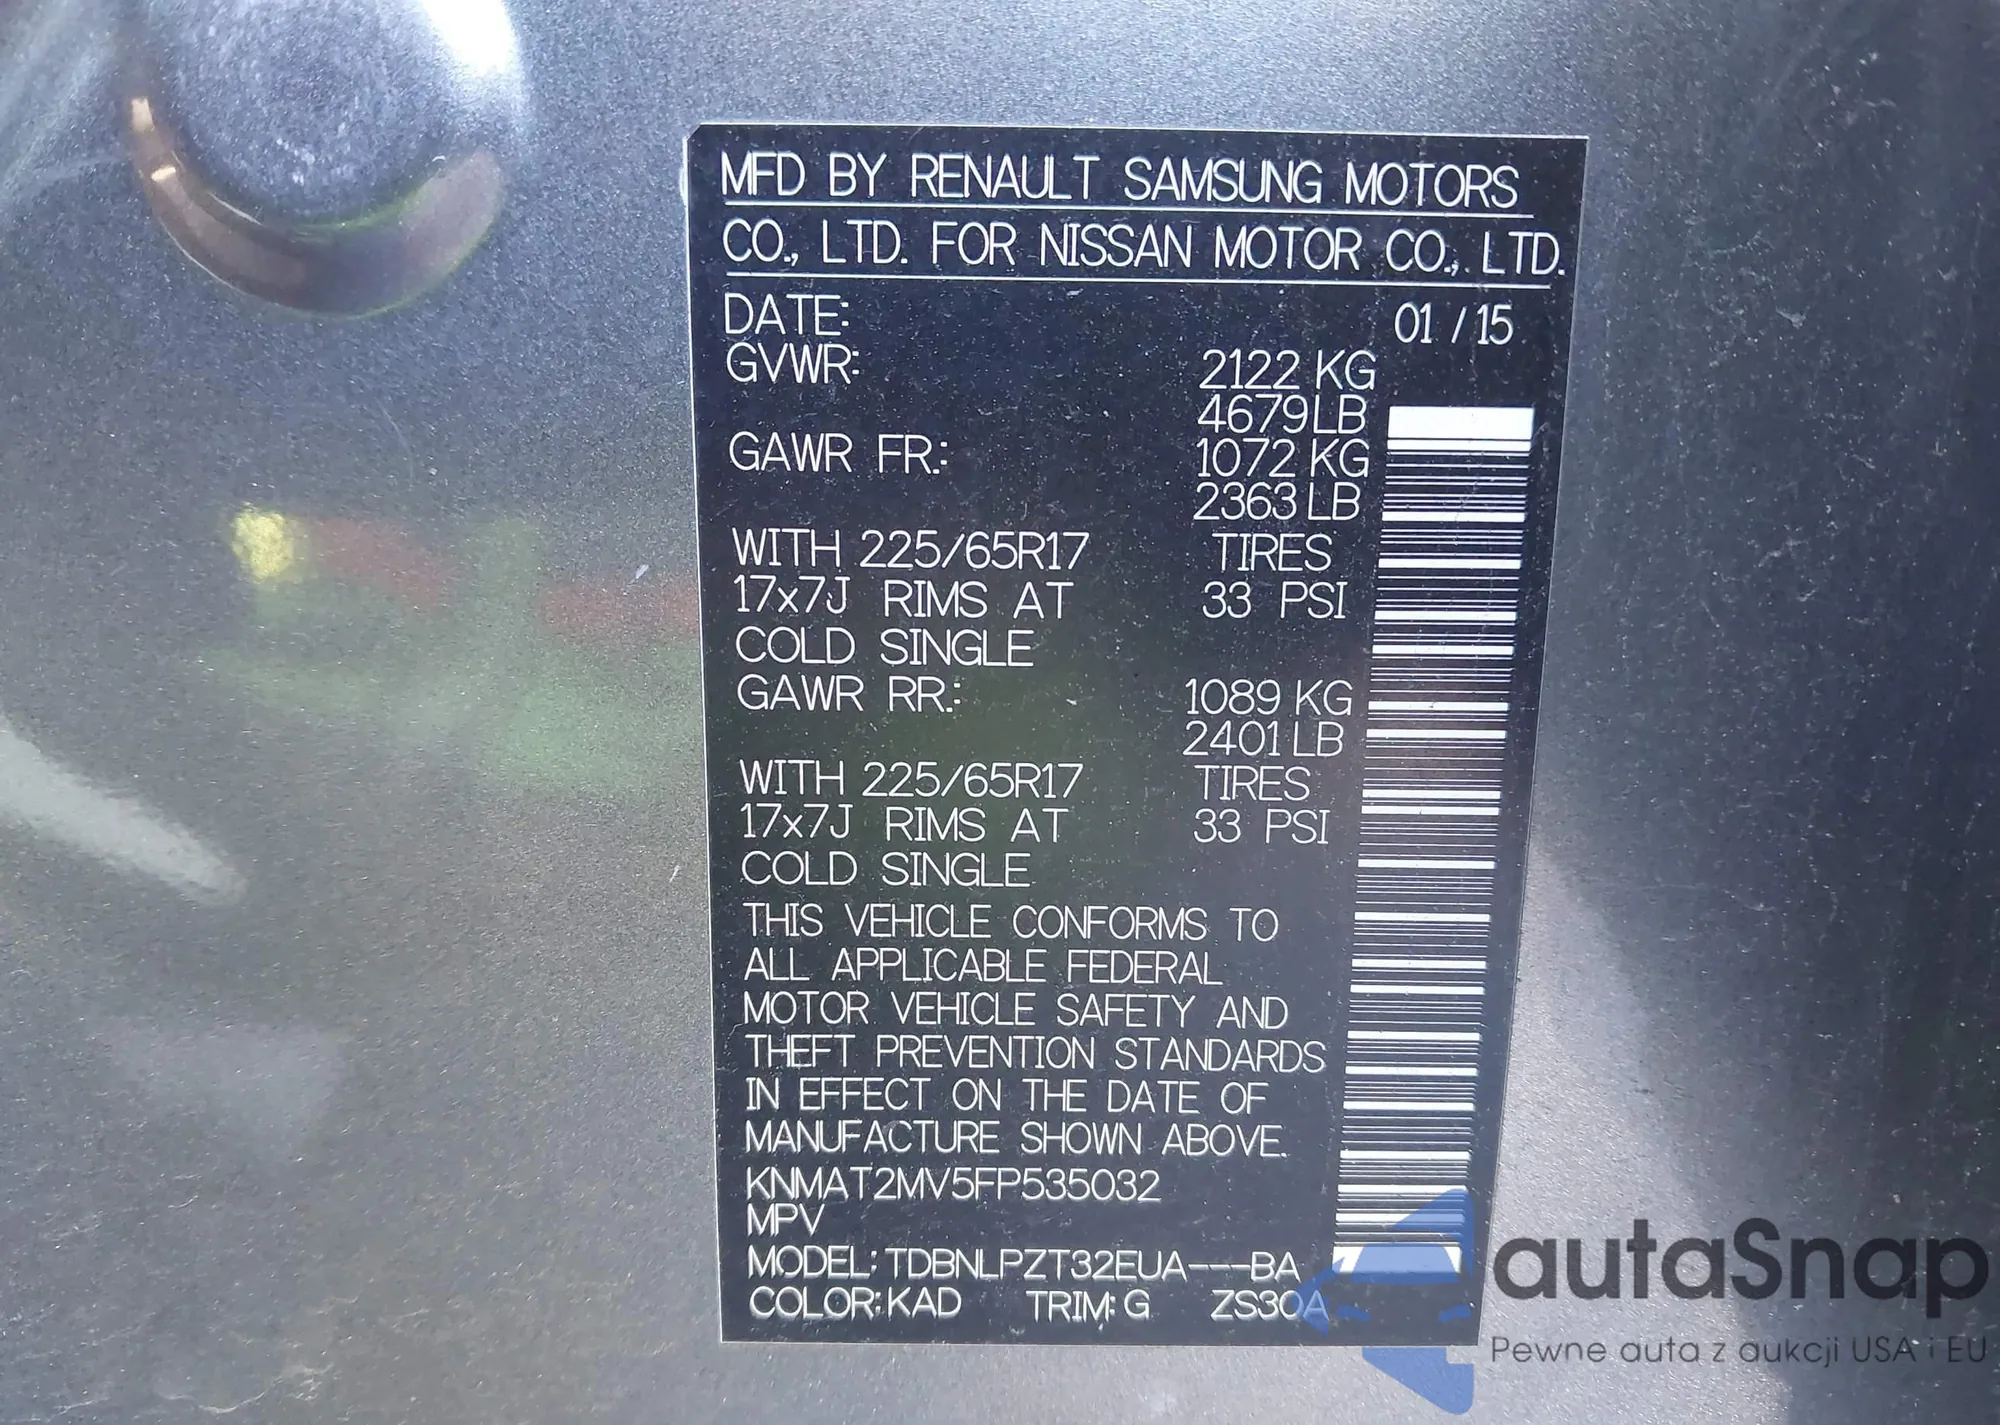 MFD BY RENAULT SAMSUNG MOTORS
CO., LTD. FOR NISSAN MOTOR CO., LTD.
DATE: 01 / 15
GVWR: 2122 KG
4679 LB
GAWR FR.: 1072 KG
2363 LB
WITH 225/65R17 TIRES
17x7J RIMS AT 33 PSI
COLD SINGLE
GAWR RR.: 1089 KG
2401 LB
WITH 225/65R17 TIRES
17x7J RIMS AT 33 PSI
COLD SINGLE
THIS VEHICLE CONFORMS TO
ALL APPLICABLE FEDERAL
MOTOR VEHICLE SAFETY AND
THEFT PREVENTION STANDARDS
IN EFFECT ON THE DATE OF
MANUFACTURE SHOWN ABOVE.
KNMAT2MV5FP535032
MPV
MODEL: TDBNLPZT32EUA---BA
COLOR: KAD TRIM: G ZS30A
autaSnap
Pewne auta z aukcji USA i EU